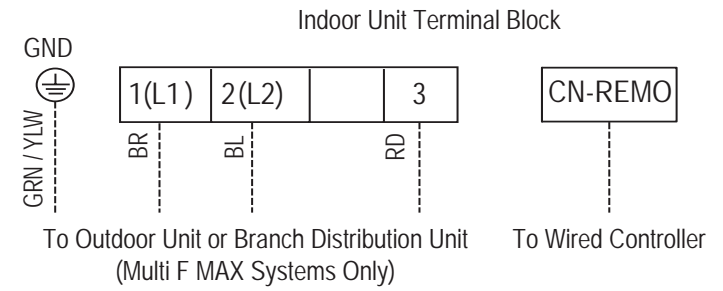 Indoor Unit Terminal Block
GND
1(L1) 2(L2) 3
CN-REMO
GRN / YLW
BR
BL
RD
To Outdoor Unit or Branch Distribution Unit
(Multi F MAX Systems Only)
To Wired Controller